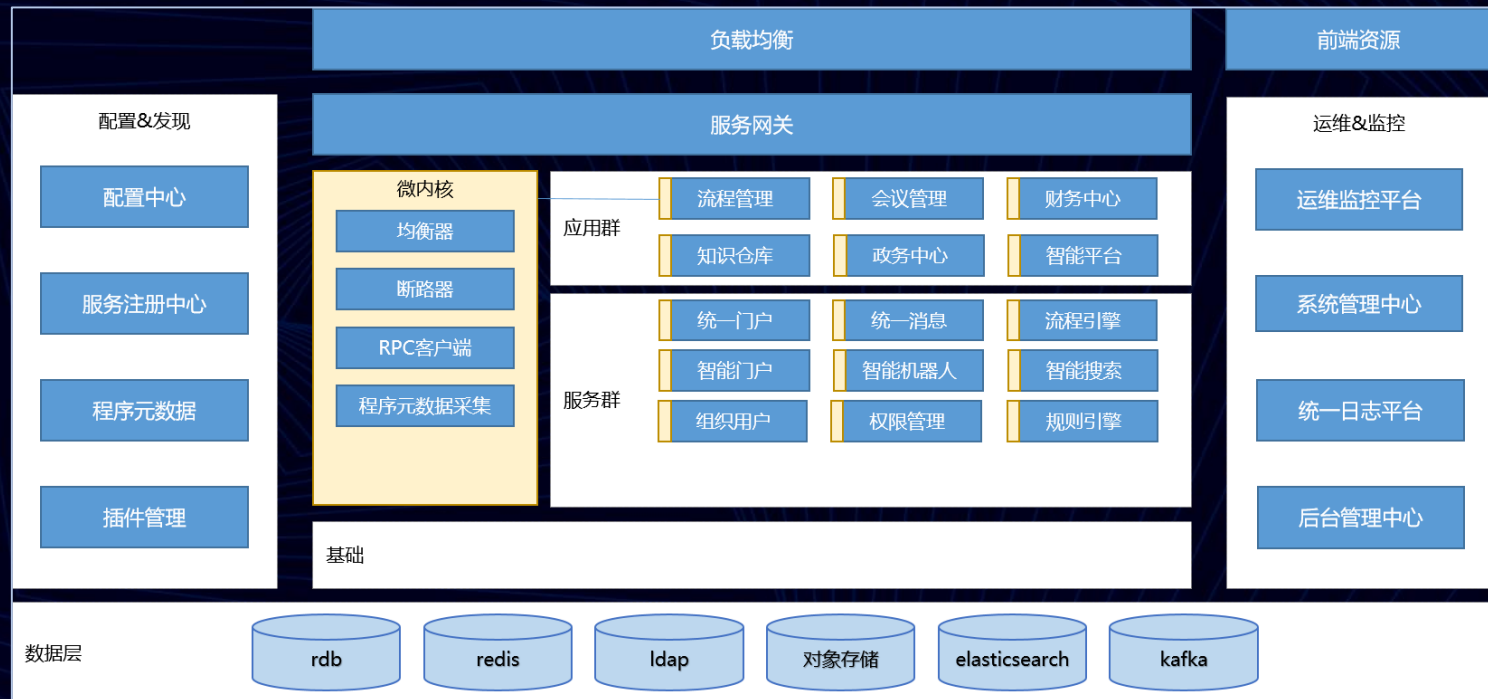 负载均衡
前端资源
配置&发现
配置中心
服务注册中心
程序元数据
插件管理
服务网关
微内核
均衡器
断路器
RPC客户端
程序元数据采集
应用群
流程管理
会议管理
财务中心
知识仓库
政务中心
智能平台
服务群
统一门户
统一消息
流程引擎
智能门户
智能机器人
智能搜索
组织用户
权限管理
规则引擎
基础
运维&监控
运维监控平台
系统管理中心
统一日志平台
后台管理中心
数据层
rdb
redis
ldap
对象存储
elasticsearch
kafka